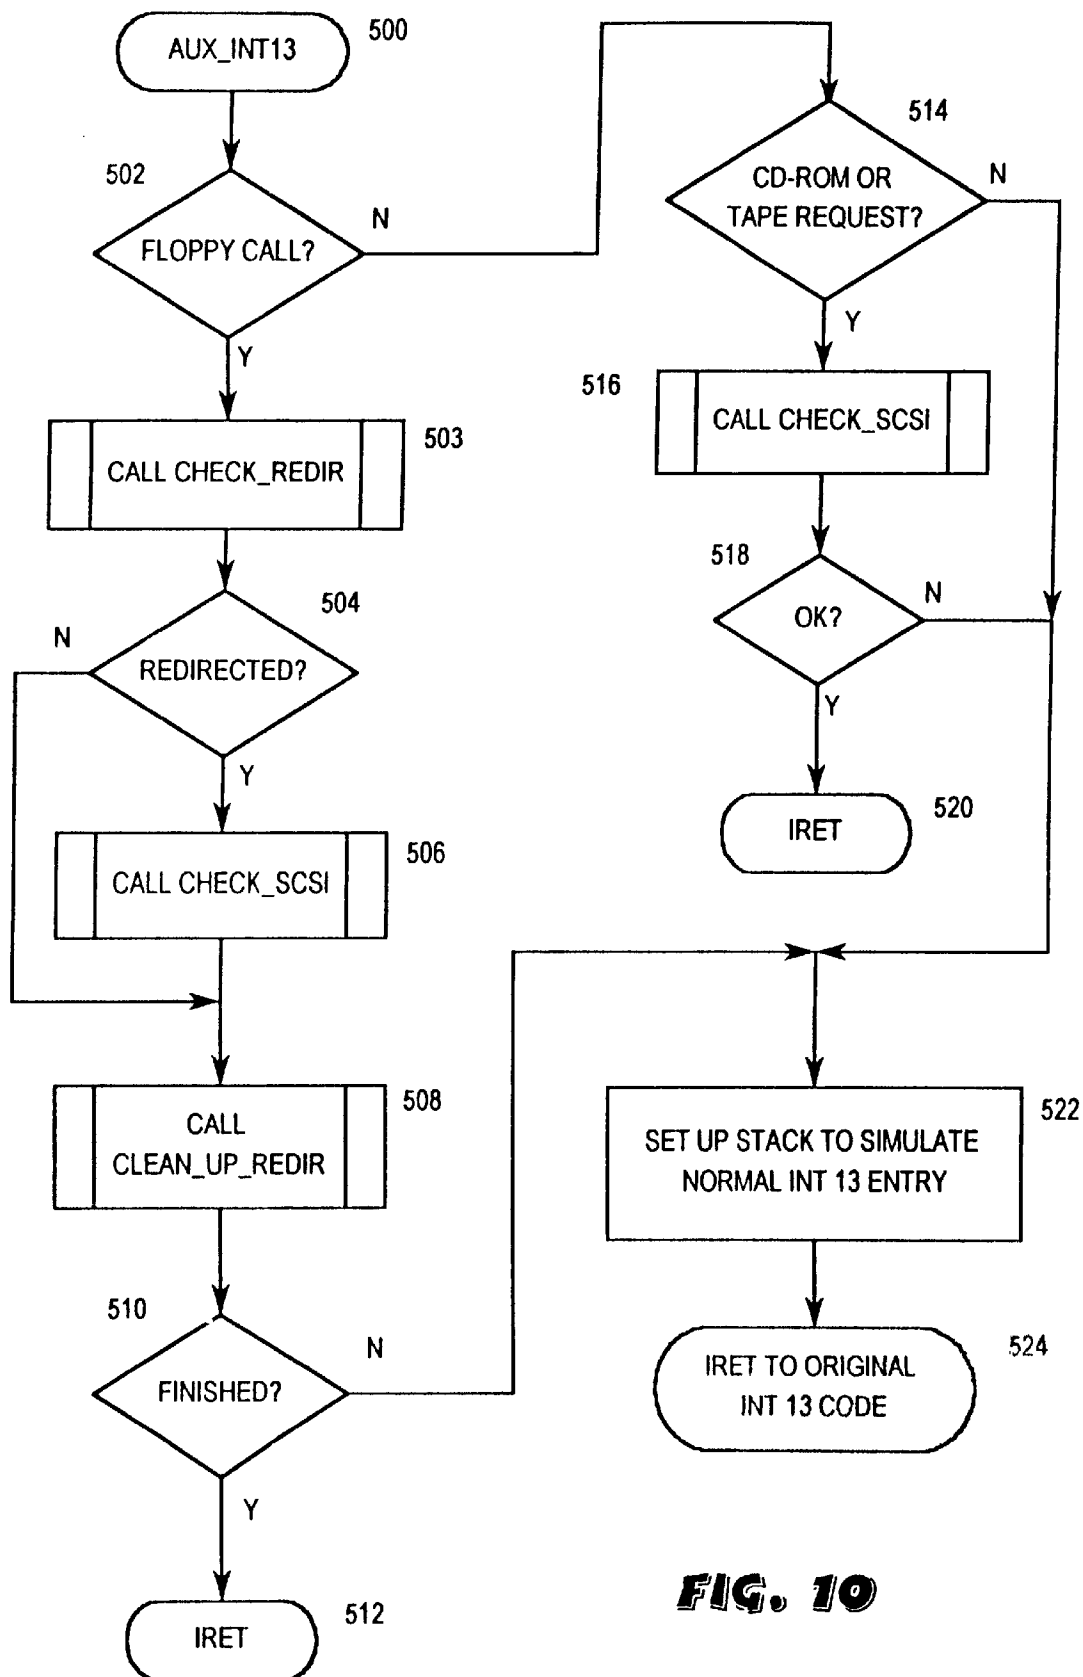 AUX_INT13
500
502
FLOPPY CALL?
N
Y
CALL CHECK_REDIR
503
504
N
REDIRECTED?
Y
CALL CHECK_SCSI
506
CALL
CLEAN_UP_REDIR
508
510
FINISHED?
N
Y
IRET
512
514
CD-ROM OR
TAPE REQUEST?
N
Y
516
CALL CHECK_SCSI
518
OK?
N
Y
IRET
520
SET UP STACK TO SIMULATE
NORMAL INT 13 ENTRY
522
IRET TO ORIGINAL
INT 13 CODE
524
FIG. 10